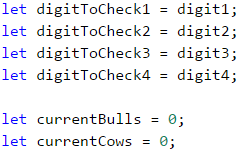 let digitToCheck1 = digit1;
let digitToCheck2 = digit2;
let digitToCheck3 = digit3;
let digitToCheck4 = digit4;
let currentBulls = 0;
let currentCows = 0;